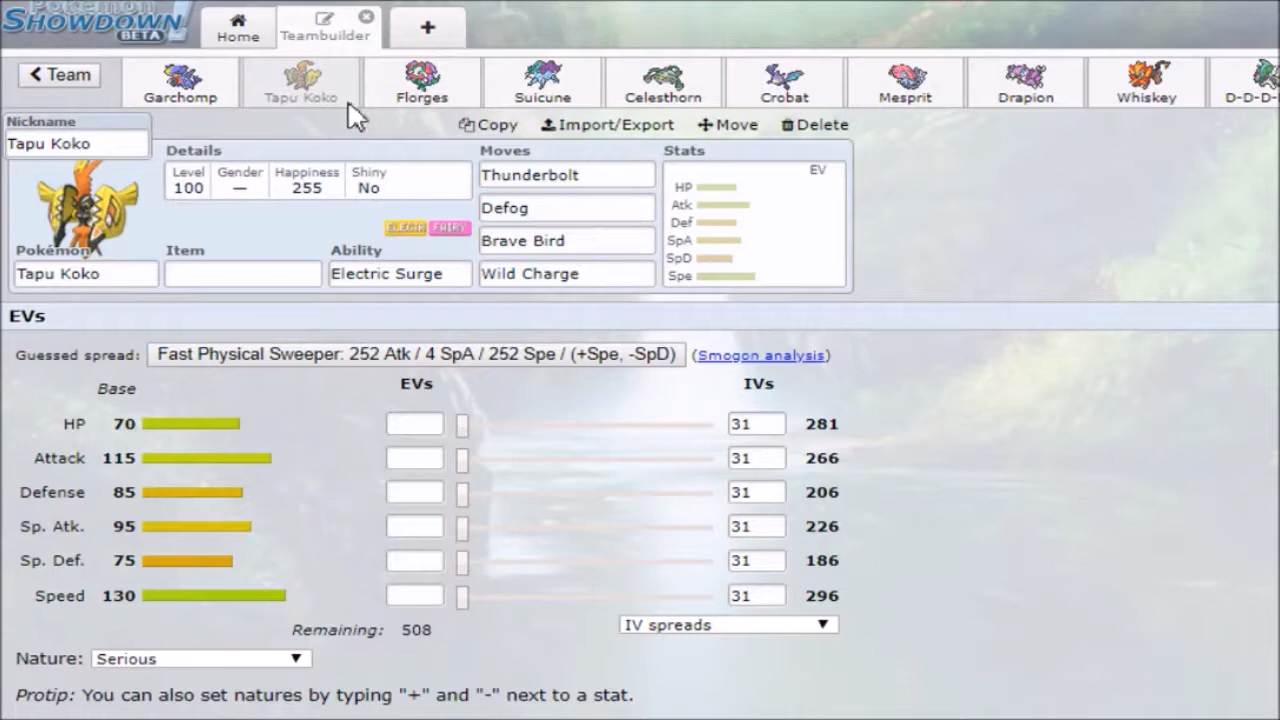 Pokémon
SHOWDOWN
BETA
Home
Teambuilder
+
Team
Garchomp
Tapu Koko
Florges
Suicune
Celesthorn
Crobat
Mesprit
Drapion
Whiskey
D-D-D-
Nickname
Tapu Koko
Copy
Import/Export
Move
Delete
Details
Level Gender Happiness Shiny
100 — 255 No
ELECTR FAIRY
Pokémon
Tapu Koko
Item
Ability
Electric Surge
Moves
Thunderbolt
Defog
Brave Bird
Wild Charge
Stats
EV
HP
Atk
Def
SpA
SpD
Spe
EVs
Guessed spread: Fast Physical Sweeper: 252 Atk / 4 SpA / 252 Spe / (+Spe, -SpD) (Smogon analysis)
Base EVs IVs
HP 70 31 281
Attack 115 31 266
Defense 85 31 206
Sp. Atk. 95 31 226
Sp. Def. 75 31 186
Speed 130 31 296
Remaining: 508
IV spreads
Nature: Serious
Protip: You can also set natures by typing "+" and "-" next to a stat.